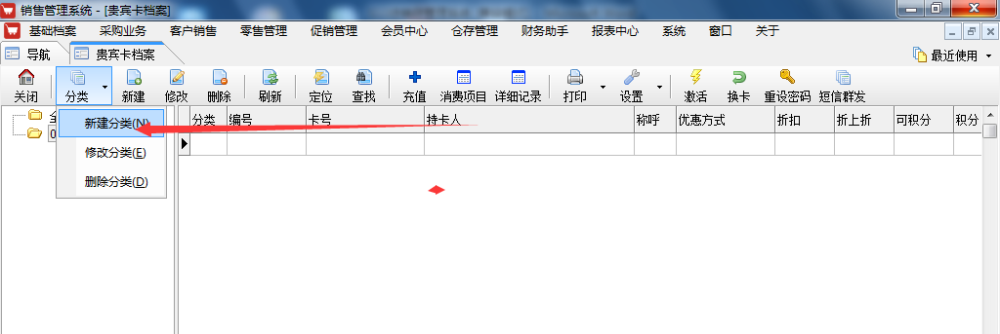 销售管理系统 - [贵宾卡档案]
基础档案 采购业务 客户销售 零售管理 促销管理 会员中心 仓存管理 财务助手 报表中心 系统 窗口 关于
导航 贵宾卡档案 最近使用
关闭 分类 新建 修改 删除 刷新 定位 查找 充值 消费项目 详细记录 打印 设置 激活 换卡 重设密码 短信群发
新建分类(N)
修改分类(E)
删除分类(D)
分类 编号 卡号 持卡人 称呼 优惠方式 折扣 折上折 可积分 积分